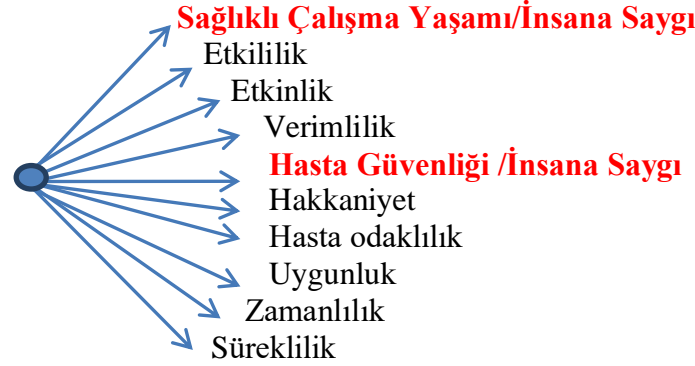 Sağlıklı Çalışma Yaşamı/İnsana Saygı
Etkililik
Etkinlik
Verimlilik
Hasta Güvenliği /İnsana Saygı
Hakkaniyet
Hasta odaklılık
Uygunluk
Zamanlılık
Süreklilik